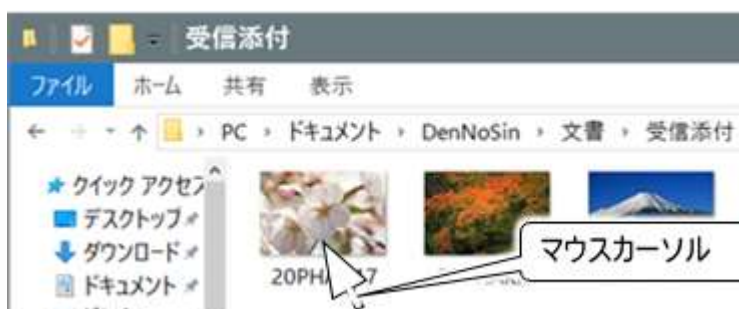 受信添付
ファイル ホーム 共有 表示
PC › ドキュメント › DenNoSin › 文書 › 受信添付
クイック アクセス
デスクトップ
ダウンロード
ドキュメント
マウスカーソル